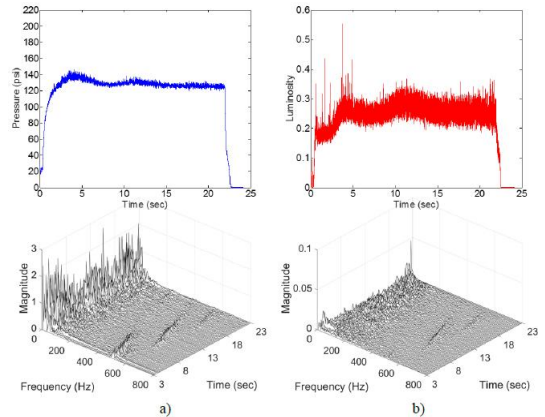 220
200
180
160
140
120
100
80
60
40
20
0
Pressure (psi)
0 5 10 15 20 25
Time (sec)
0.6
0.5
0.4
0.3
0.2
0.1
0
Luminosity
0 5 10 15 20 25
Time (sec)
3
2
1
0
Magnitude
0 200 400 600 800
Frequency (Hz)
3 8 13 18 23
Time (sec)
a)
0.1
0.05
0
Magnitude
0 200 400 600 800
Frequency (Hz)
3 8 13 18 23
Time (sec)
b)